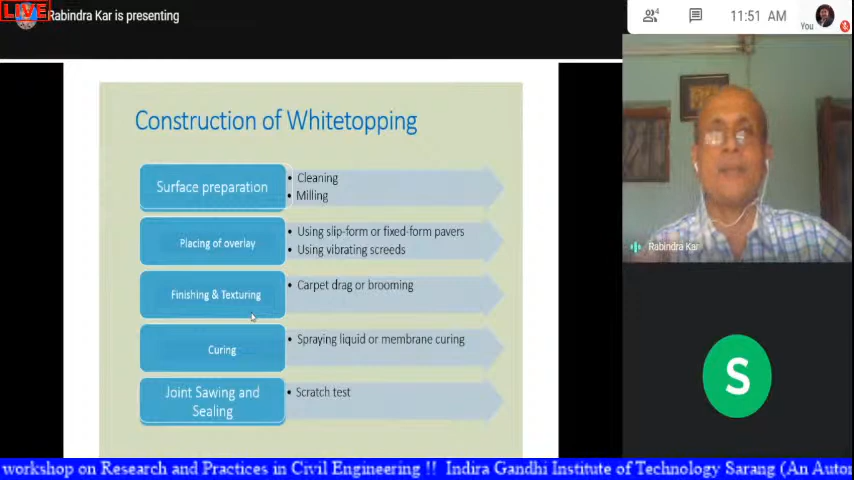 LIVE
Rabindra Kar is presenting
4
11:51 AM
You
Construction of Whitetopping
Surface preparation
• Cleaning
• Milling
Placing of overlay
• Using slip-form or fixed-form pavers
• Using vibrating screeds
Finishing & Texturing
• Carpet drag or brooming
Curing
• Spraying liquid or membrane curing
Joint Sawing and
Sealing
• Scratch test
Rabindra Kar
S
workshop on Research and Practices in Civil Engineering !! Indira Gandhi Institute of Technology Sarang (An Autor